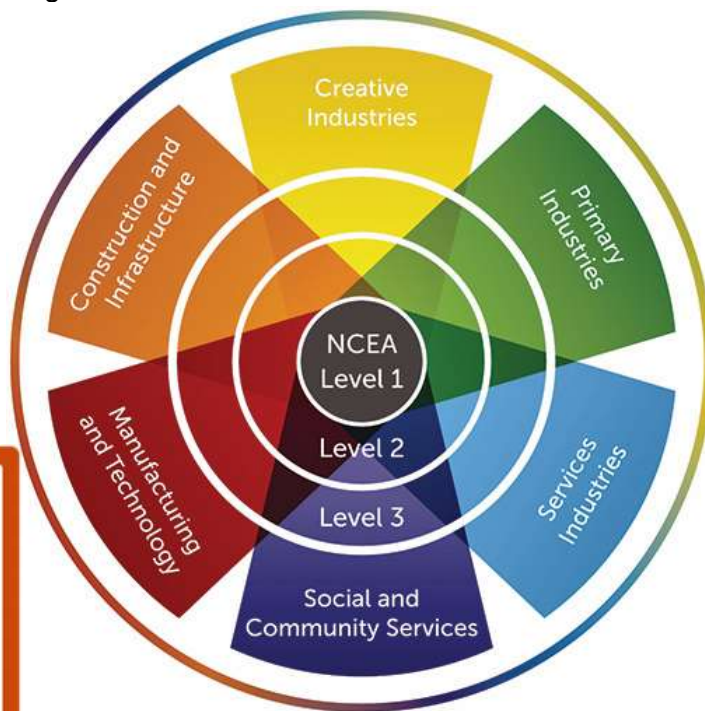 Creative
Industries
Primary
Industries
Construction and
Infrastructure
NCEA
Level 1
Level 2
Level 3
Manufacturing
and Technology
Services
Industries
Social and
Community Services